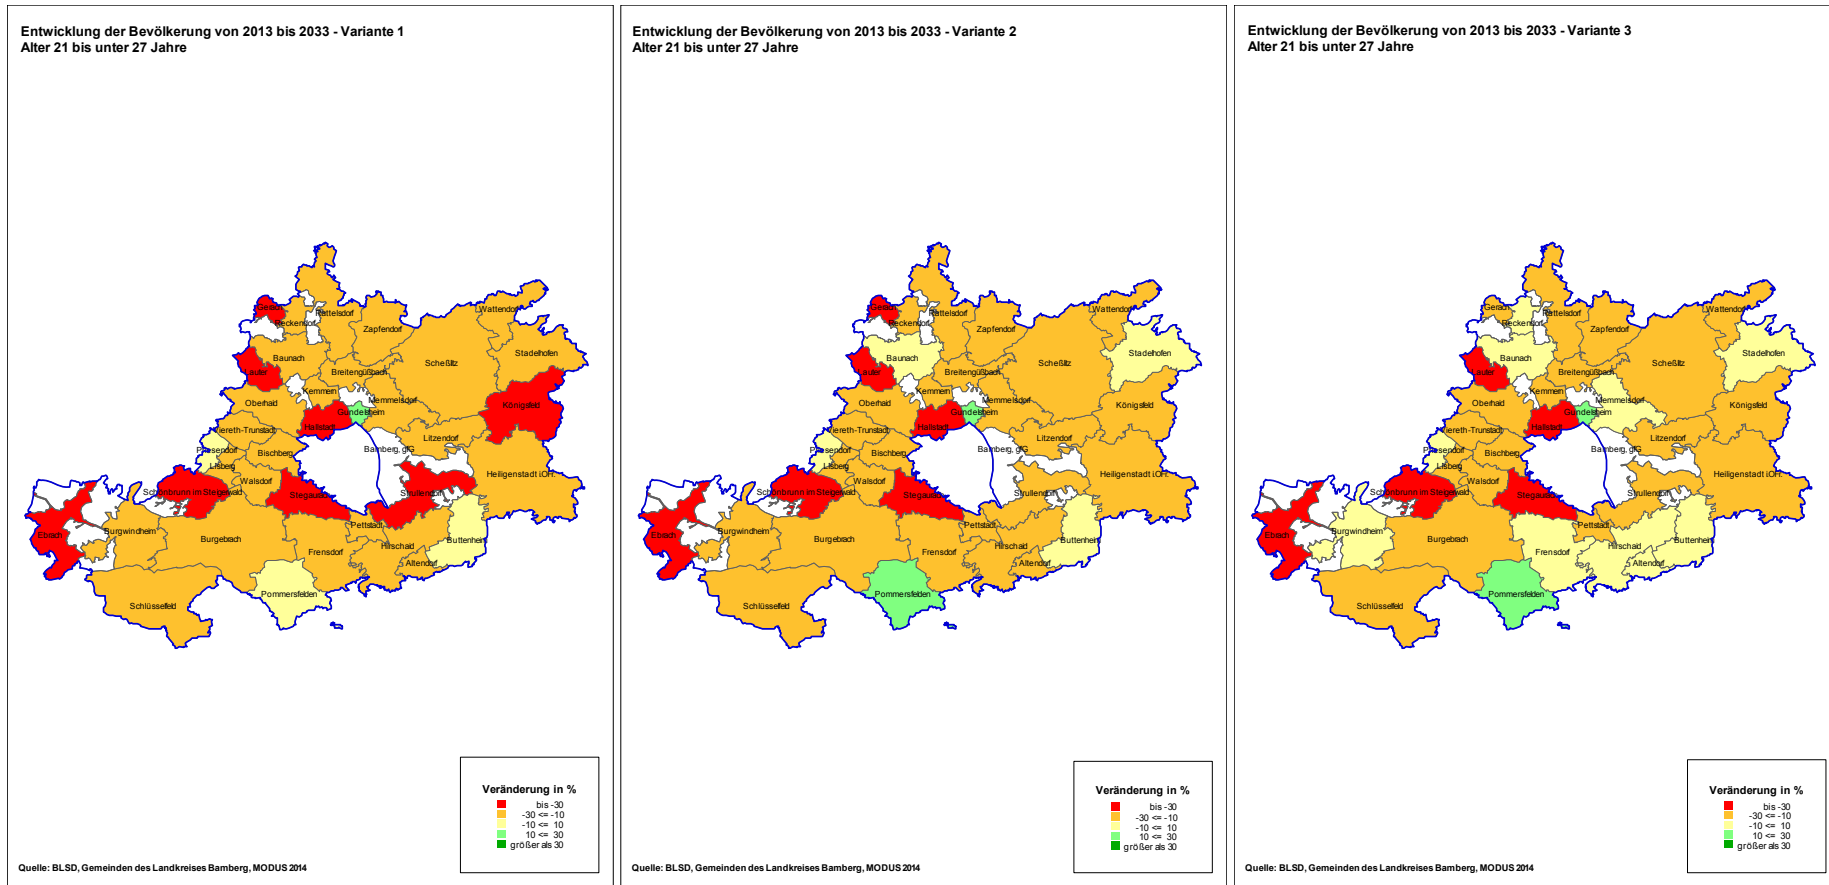 Entwicklung der Bevölkerung von 2013 bis 2033 - Variante 1
Alter 21 bis unter 27 Jahre
Gerach
Reckendorf
Rattelsdorf
Zapfendorf
Wattendorf
Stadelhofen
Scheßlitz
Baunach
Lauter
Breitengüßbach
Kemmern
Oberhaid
Memmelsdorf
Gundelsheim
Hallstadt
Königsfeld
Viereth-Trunstadt
Litzendorf
Bamberg, gfG
Bischberg
Priesendorf
Lisberg
Walsdorf
Heiligenstadt i.OFr.
Schönbrunn im Steigerwald
Stegaurach
Strullendorf
Ebrach
Burgwindheim
Burgebrach
Pettstadt
Frensdorf
Hirschaid
Buttenheim
Altendorf
Pommersfelden
Schlüsselfeld
Veränderung in %
bis -30
-30 <= -10
-10 <= 10
10 <= 30
größer als 30
Quelle: BLSD, Gemeinden des Landkreises Bamberg, MODUS 2014
Entwicklung der Bevölkerung von 2013 bis 2033 - Variante 2
Alter 21 bis unter 27 Jahre
Gerach
Reckendorf
Rattelsdorf
Zapfendorf
Wattendorf
Stadelhofen
Scheßlitz
Baunach
Lauter
Breitengüßbach
Kemmern
Oberhaid
Memmelsdorf
Gundelsheim
Hallstadt
Königsfeld
Viereth-Trunstadt
Litzendorf
Bamberg, gfG
Bischberg
Priesendorf
Lisberg
Walsdorf
Heiligenstadt i.OFr.
Schönbrunn im Steigerwald
Stegaurach
Strullendorf
Ebrach
Burgwindheim
Burgebrach
Pettstadt
Frensdorf
Hirschaid
Buttenheim
Altendorf
Pommersfelden
Schlüsselfeld
Veränderung in %
bis -30
-30 <= -10
-10 <= 10
10 <= 30
größer als 30
Quelle: BLSD, Gemeinden des Landkreises Bamberg, MODUS 2014
Entwicklung der Bevölkerung von 2013 bis 2033 - Variante 3
Alter 21 bis unter 27 Jahre
Gerach
Reckendorf
Rattelsdorf
Zapfendorf
Wattendorf
Stadelhofen
Scheßlitz
Baunach
Lauter
Breitengüßbach
Kemmern
Oberhaid
Memmelsdorf
Gundelsheim
Hallstadt
Königsfeld
Viereth-Trunstadt
Litzendorf
Bamberg, gfG
Bischberg
Priesendorf
Lisberg
Walsdorf
Heiligenstadt i.OFr.
Schönbrunn im Steigerwald
Stegaurach
Strullendorf
Ebrach
Burgwindheim
Burgebrach
Pettstadt
Frensdorf
Hirschaid
Buttenheim
Altendorf
Pommersfelden
Schlüsselfeld
Veränderung in %
bis -30
-30 <= -10
-10 <= 10
10 <= 30
größer als 30
Quelle: BLSD, Gemeinden des Landkreises Bamberg, MODUS 2014